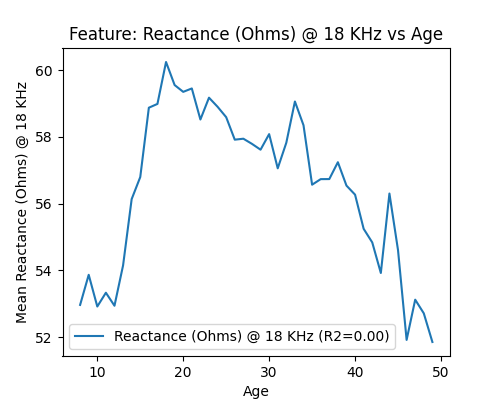 Feature: Reactance (Ohms) @ 18 KHz vs Age
Mean Reactance (Ohms) @ 18 KHz
60
58
56
54
52
Reactance (Ohms) @ 18 KHz (R2=0.00)
10
20
30
40
50
Age